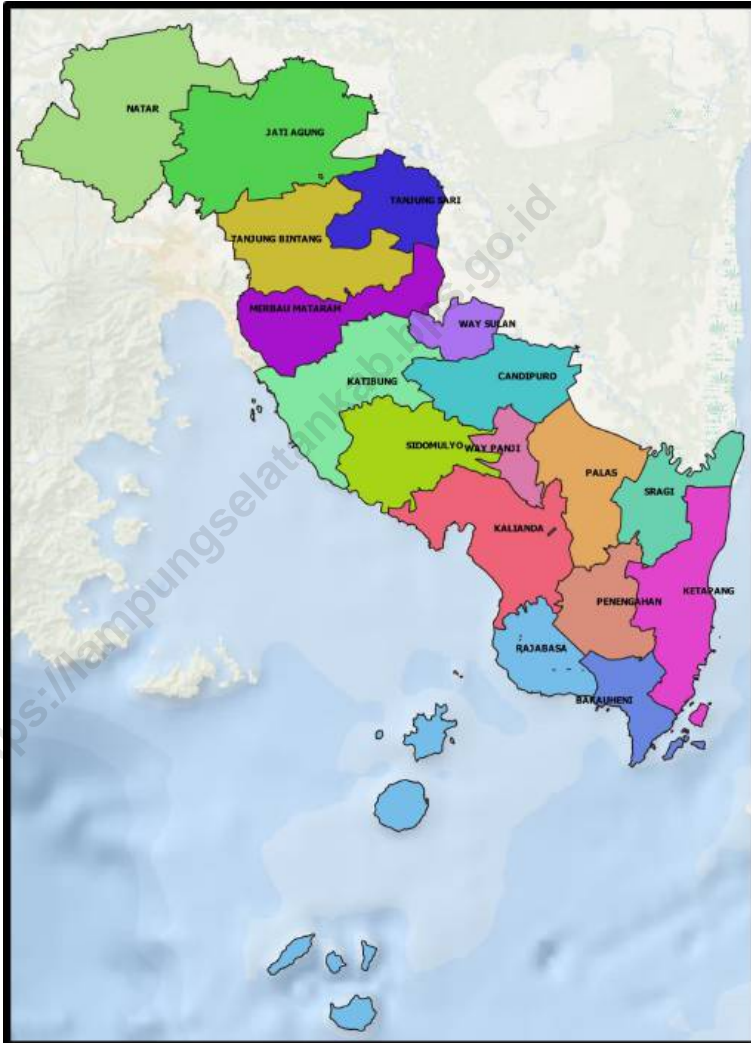 NATAR
JATI AGUNG
TANJUNG SARI
TANJUNG BINTANG
MERBAU MATARAM
WAY SULAN
KATIBUNG
CANDIPURO
SIDOMULYO
WAY PANJI
PALAS
SRAGI
KALIANDA
KETAPANG
PENENGAHAN
RAJABASA
BAKAUHENI
https://lampungselatankab.bps.go.id